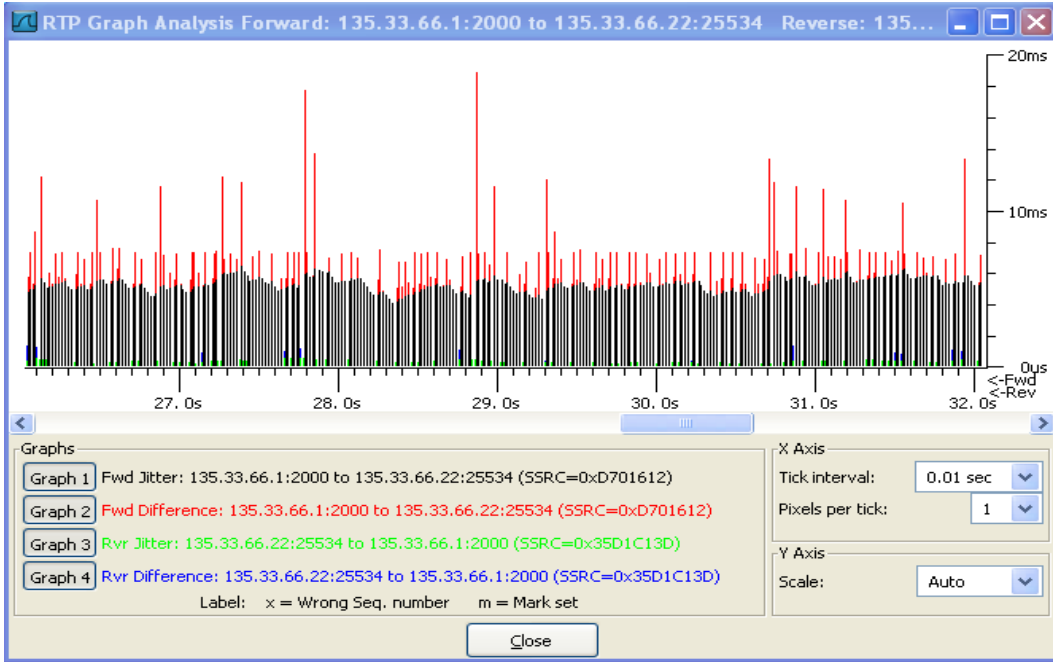 RTP Graph Analysis Forward: 135.33.66.1:2000 to 135.33.66.22:25534 Reverse: 135...
20ms
10ms
0us
<-Fwd
<-Rev
27.0s 28.0s 29.0s 30.0s 31.0s 32.0s
Graphs
Graph 1 Fwd Jitter: 135.33.66.1:2000 to 135.33.66.22:25534 (SSRC=0xD701612)
Graph 2 Fwd Difference: 135.33.66.1:2000 to 135.33.66.22:25534 (SSRC=0xD701612)
Graph 3 Rvr Jitter: 135.33.66.22:25534 to 135.33.66.1:2000 (SSRC=0x35D1C13D)
Graph 4 Rvr Difference: 135.33.66.22:25534 to 135.33.66.1:2000 (SSRC=0x35D1C13D)
Label: x = Wrong Seq. number m = Mark set
X Axis
Tick interval: 0.01 sec
Pixels per tick: 1
Y Axis
Scale: Auto
Close